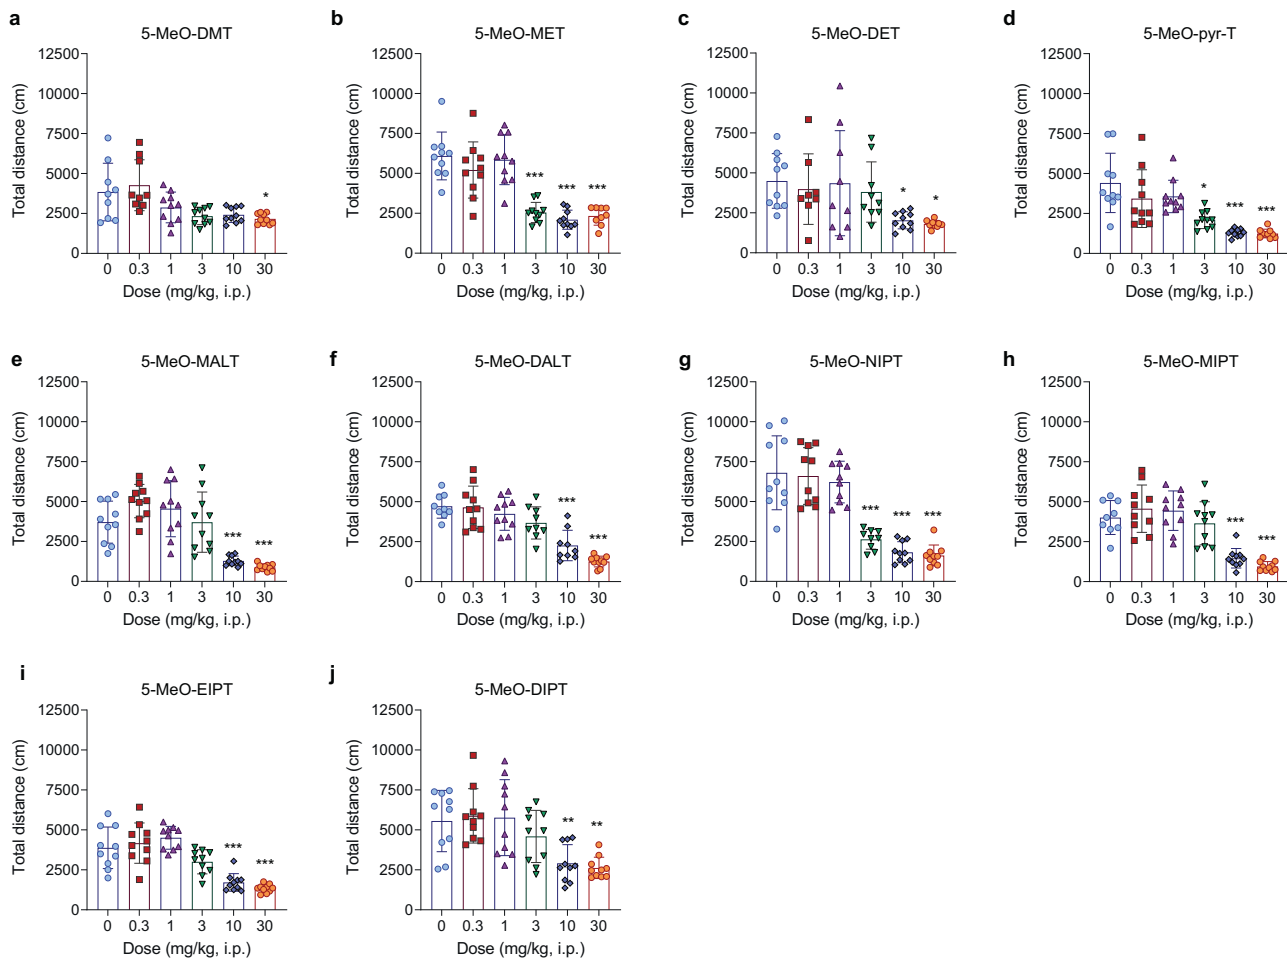 a
5-MeO-DMT
Total distance (cm)
12500
10000
7500
5000
2500
0
*
0 0.3 1 3 10 30
Dose (mg/kg, i.p.)
b
5-MeO-MET
Total distance (cm)
12500
10000
7500
5000
2500
0
*** *** ***
0 0.3 1 3 10 30
Dose (mg/kg, i.p.)
c
5-MeO-DET
Total distance (cm)
12500
10000
7500
5000
2500
0
* *
0 0.3 1 3 10 30
Dose (mg/kg, i.p.)
d
5-MeO-pyr-T
Total distance (cm)
12500
10000
7500
5000
2500
0
* *** ***
0 0.3 1 3 10 30
Dose (mg/kg, i.p.)
e
5-MeO-MALT
Total distance (cm)
12500
10000
7500
5000
2500
0
*** ***
0 0.3 1 3 10 30
Dose (mg/kg, i.p.)
f
5-MeO-DALT
Total distance (cm)
12500
10000
7500
5000
2500
0
*** ***
0 0.3 1 3 10 30
Dose (mg/kg, i.p.)
g
5-MeO-NIPT
Total distance (cm)
12500
10000
7500
5000
2500
0
*** *** ***
0 0.3 1 3 10 30
Dose (mg/kg, i.p.)
h
5-MeO-MIPT
Total distance (cm)
12500
10000
7500
5000
2500
0
*** ***
0 0.3 1 3 10 30
Dose (mg/kg, i.p.)
i
5-MeO-EIPT
Total distance (cm)
12500
10000
7500
5000
2500
0
*** ***
0 0.3 1 3 10 30
Dose (mg/kg, i.p.)
j
5-MeO-DIPT
Total distance (cm)
12500
10000
7500
5000
2500
0
** **
0 0.3 1 3 10 30
Dose (mg/kg, i.p.)